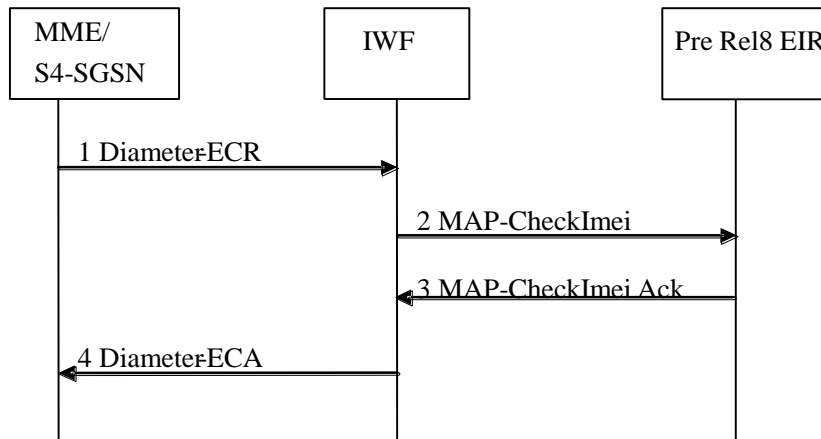 MME/
S4-SGSN
IWF
Pre Rel8 EIR
1 Diameter-ECR
2 MAP-CheckImei
3 MAP-CheckImei Ack
4 Diameter-ECA